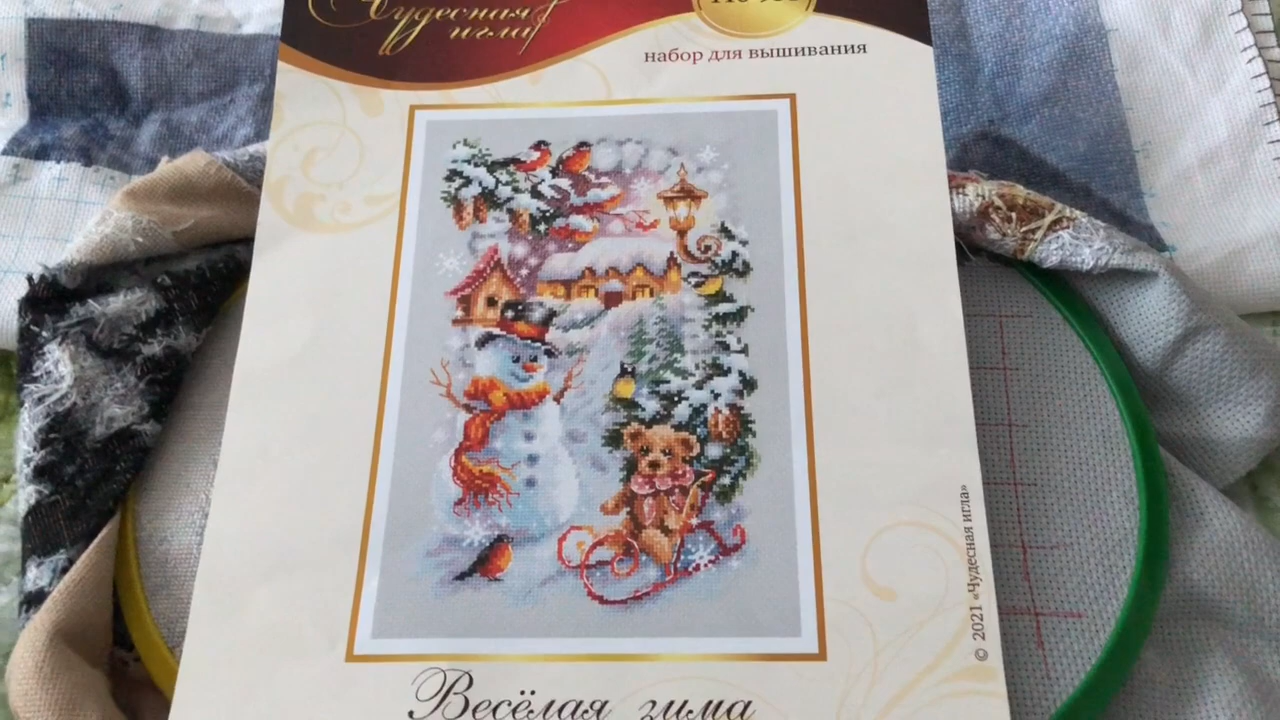 Чудесная
игла
набор для вышивания
© 2021 «Чудесная игла»
Весёлая зима